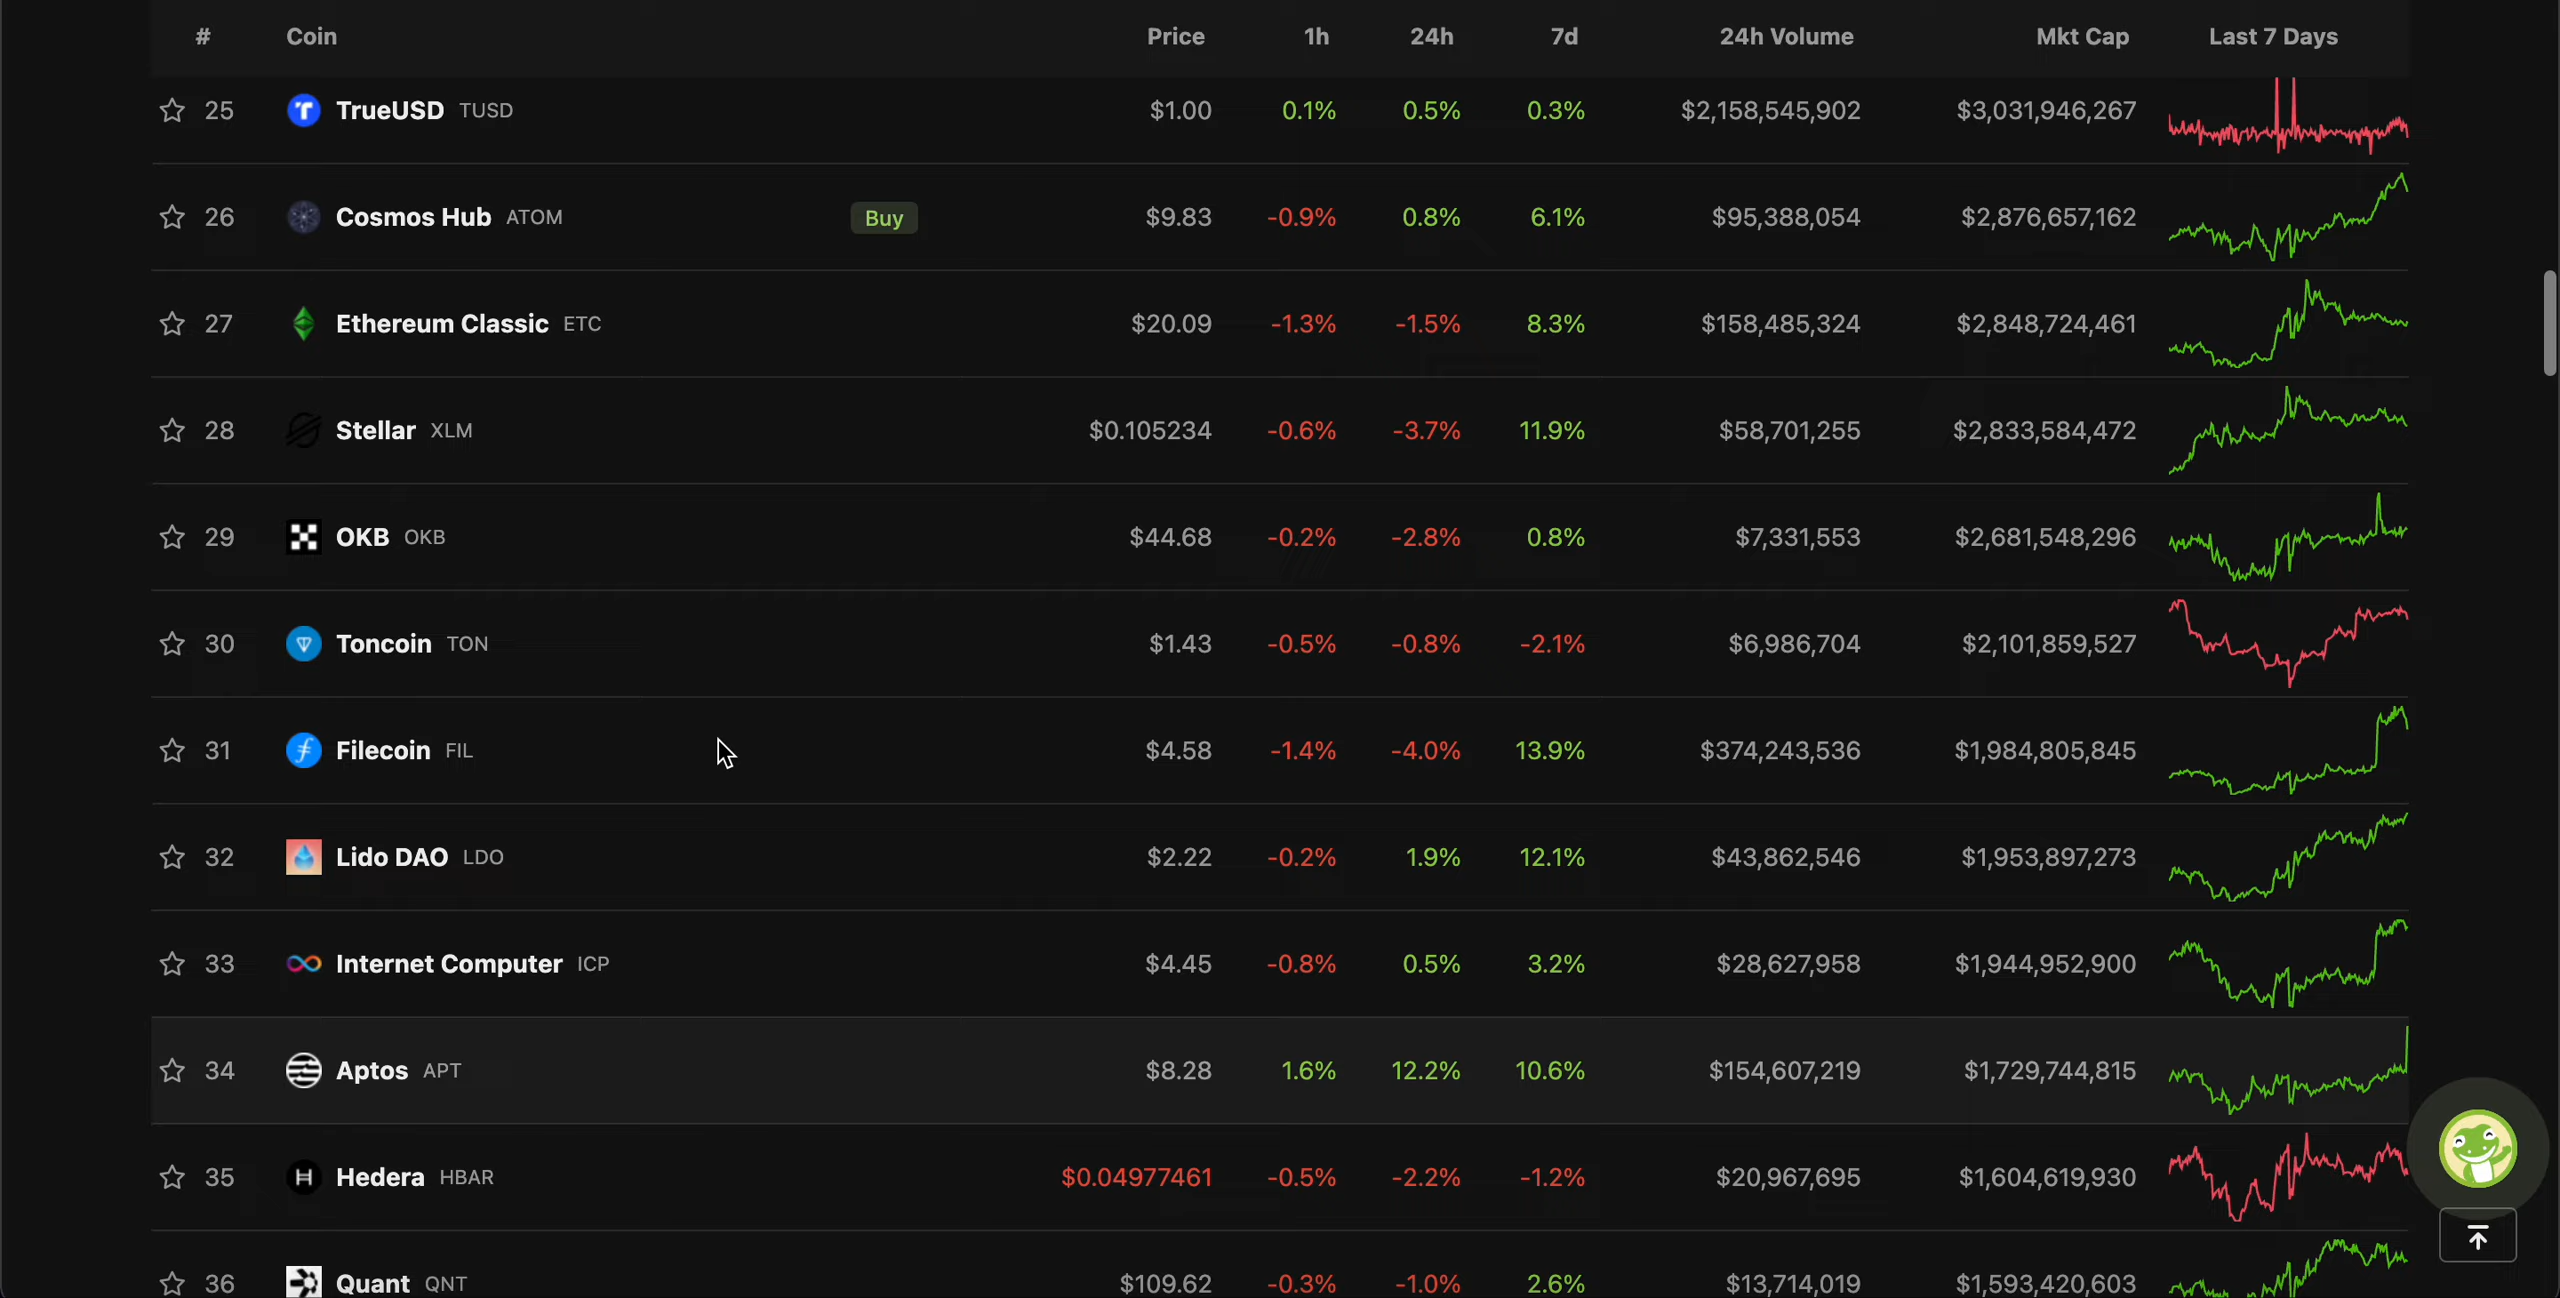 # Coin Price 1h 24h 7d 24h Volume Mkt Cap Last 7 Days
25 TrueUSD TUSD $1.00 0.1% 0.5% 0.3% $2,158,545,902 $3,031,946,267
26 Cosmos Hub ATOM Buy $9.83 -0.9% 0.8% 6.1% $95,388,054 $2,876,657,162
27 Ethereum Classic ETC $20.09 -1.3% -1.5% 8.3% $158,485,324 $2,848,724,461
28 Stellar XLM $0.105234 -0.6% -3.7% 11.9% $58,701,255 $2,833,584,472
29 OKB OKB $44.68 -0.2% -2.8% 0.8% $7,331,553 $2,681,548,296
30 Toncoin TON $1.43 -0.5% -0.8% -2.1% $6,986,704 $2,101,859,527
31 Filecoin FIL $4.58 -1.4% -4.0% 13.9% $374,243,536 $1,984,805,845
32 Lido DAO LDO $2.22 -0.2% 1.9% 12.1% $43,862,546 $1,953,897,273
33 Internet Computer ICP $4.45 -0.8% 0.5% 3.2% $28,627,958 $1,944,952,900
34 Aptos APT $8.28 1.6% 12.2% 10.6% $154,607,219 $1,729,744,815
35 Hedera HBAR $0.04977461 -0.5% -2.2% -1.2% $20,967,695 $1,604,619,930
36 Quant QNT $109.62 -0.3% -1.0% 2.6% $13,714,019 $1,593,420,603